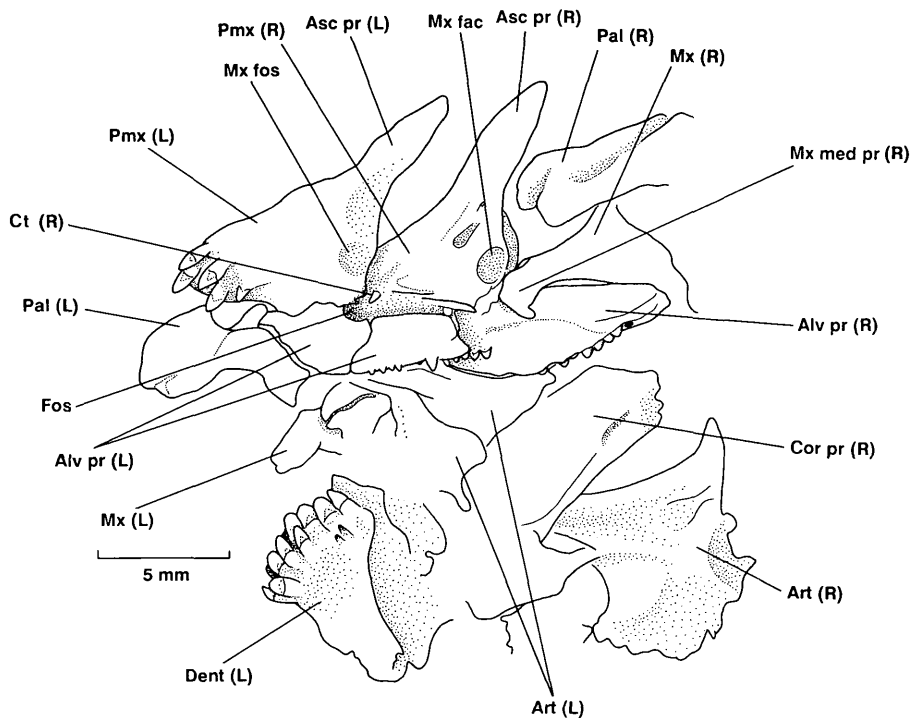 Asc pr (L)
Pmx (R)
Mx fac
Asc pr (R)
Pal (R)
Mx fos
Mx (R)
Pmx (L)
Mx med pr (R)
Ct (R)
Pal (L)
Alv pr (R)
Fos
Alv pr (L)
Cor pr (R)
Mx (L)
5 mm
Art (R)
Dent (L)
Art (L)